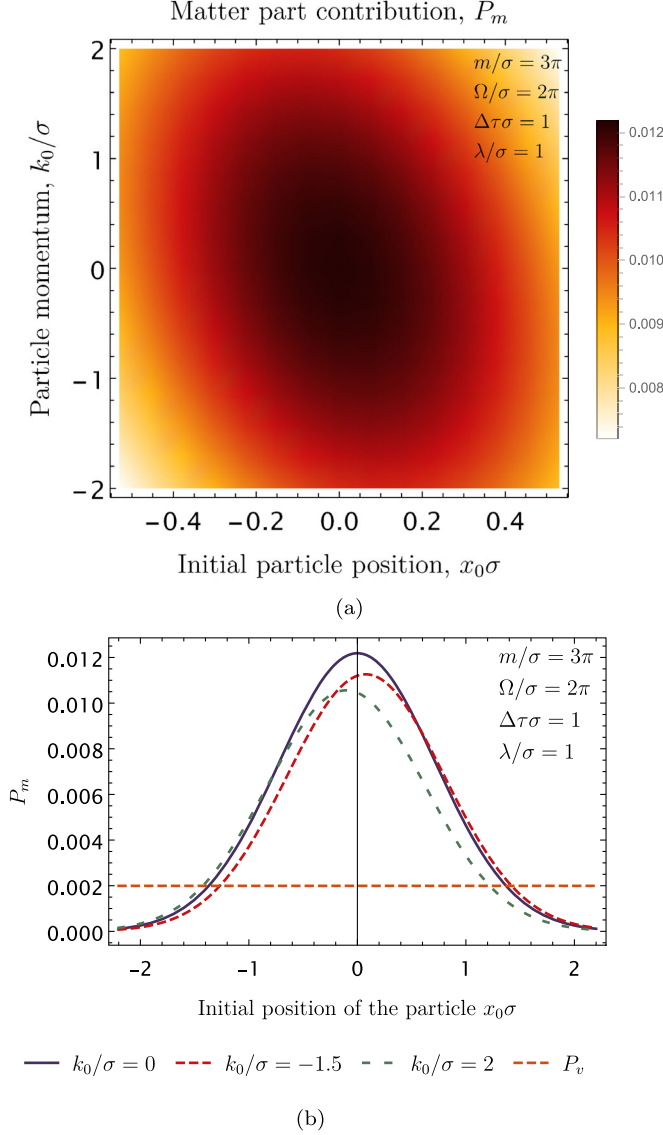 Matter part contribution, P_m
m/σ = 3π
Ω/σ = 2π
Δτσ = 1
λ/σ = 1
Particle momentum, k_0/σ
2
1
0
−1
−2
−0.4 −0.2 0.0 0.2 0.4
Initial particle position, x_0σ
0.012
0.011
0.010
0.009
0.008
(a)
P_m
0.012
0.010
0.008
0.006
0.004
0.002
0.000
m/σ = 3π
Ω/σ = 2π
Δτσ = 1
λ/σ = 1
−2 −1 0 1 2
Initial position of the particle x_0σ
k_0/σ = 0 k_0/σ = −1.5 k_0/σ = 2 P_v
(b)